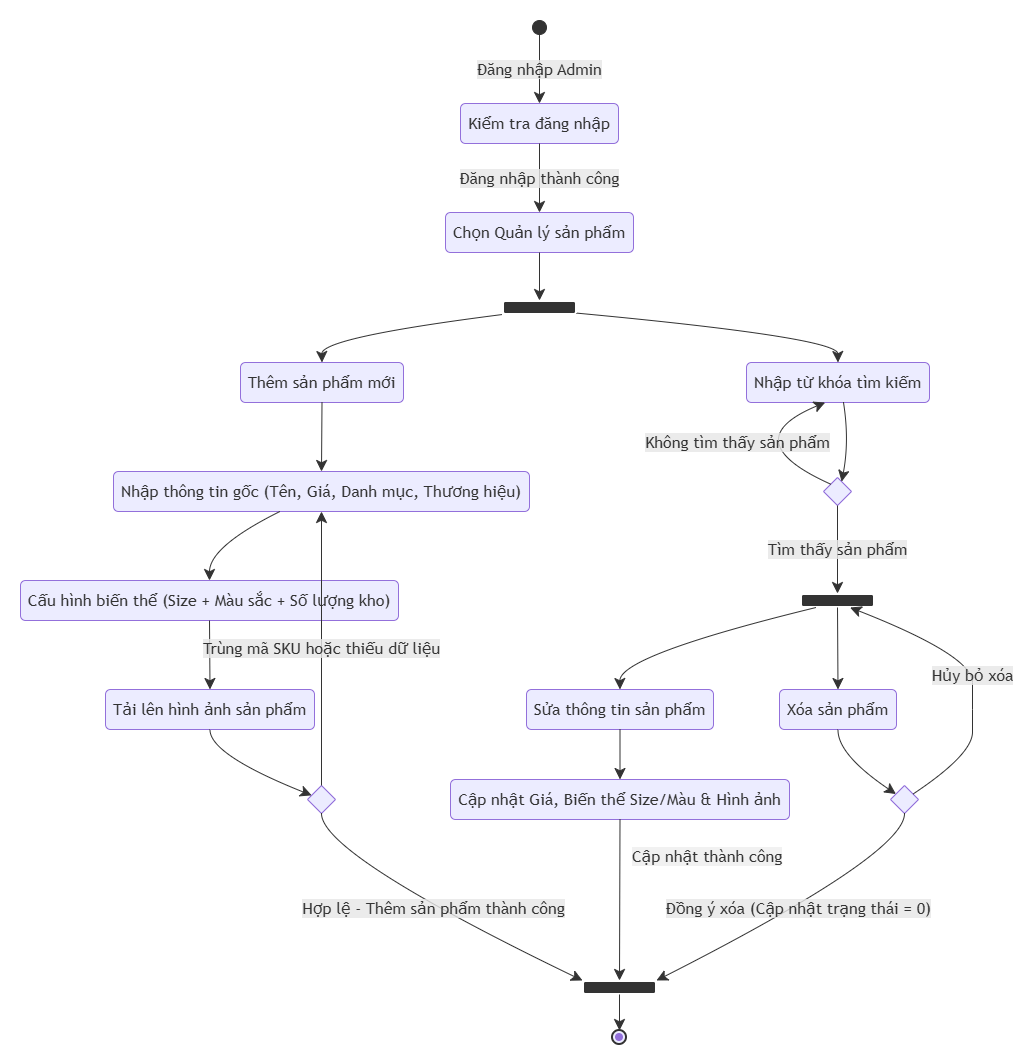 Đăng nhập Admin
Kiểm tra đăng nhập
Đăng nhập thành công
Chọn Quản lý sản phẩm
Thêm sản phẩm mới
Nhập từ khóa tìm kiếm
Không tìm thấy sản phẩm
Nhập thông tin gốc (Tên, Giá, Danh mục, Thương hiệu)
Tìm thấy sản phẩm
Cấu hình biến thể (Size + Màu sắc + Số lượng kho)
Trùng mã SKU hoặc thiếu dữ liệu
Hủy bỏ xóa
Tải lên hình ảnh sản phẩm
Sửa thông tin sản phẩm
Xóa sản phẩm
Cập nhật Giá, Biến thể Size/Màu & Hình ảnh
Cập nhật thành công
Hợp lệ - Thêm sản phẩm thành công
Đồng ý xóa (Cập nhật trạng thái = 0)